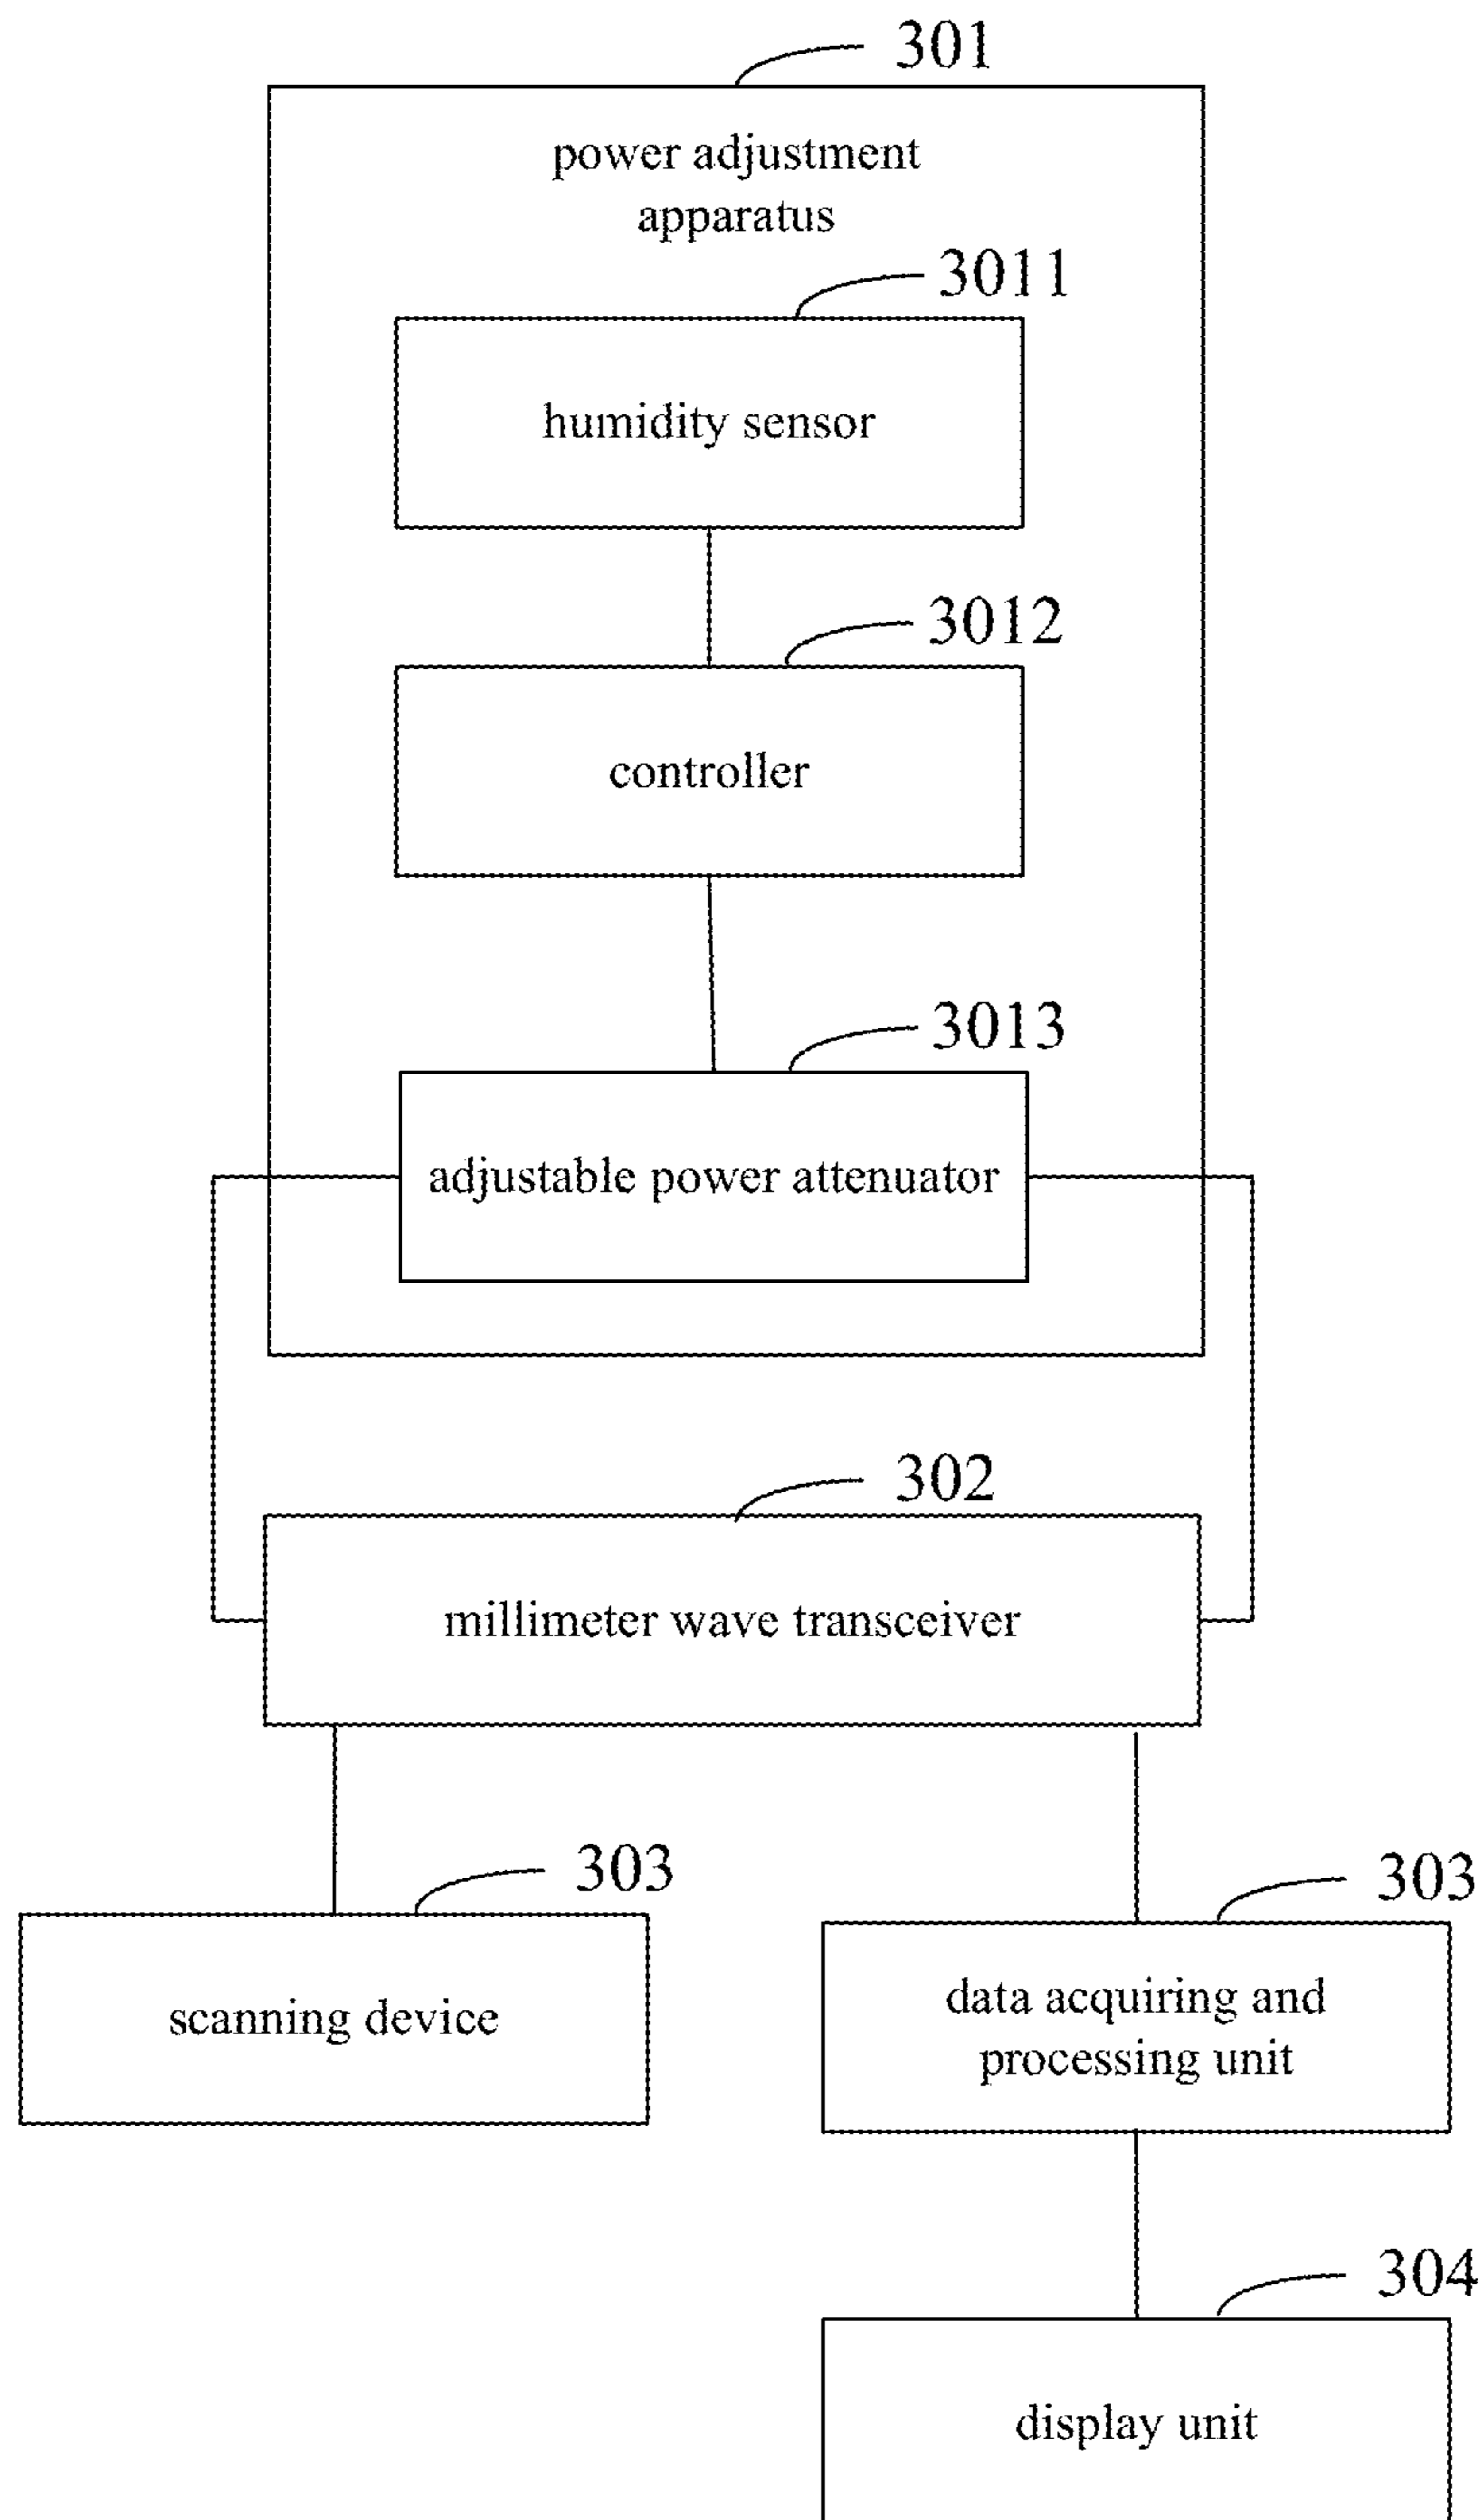 301
power adjustment
apparatus
3011
humidity sensor
3012
controller
3013
adjustable power attenuator
302
millimeter wave transceiver
303
scanning device
303
data acquiring and
processing unit
304
display unit